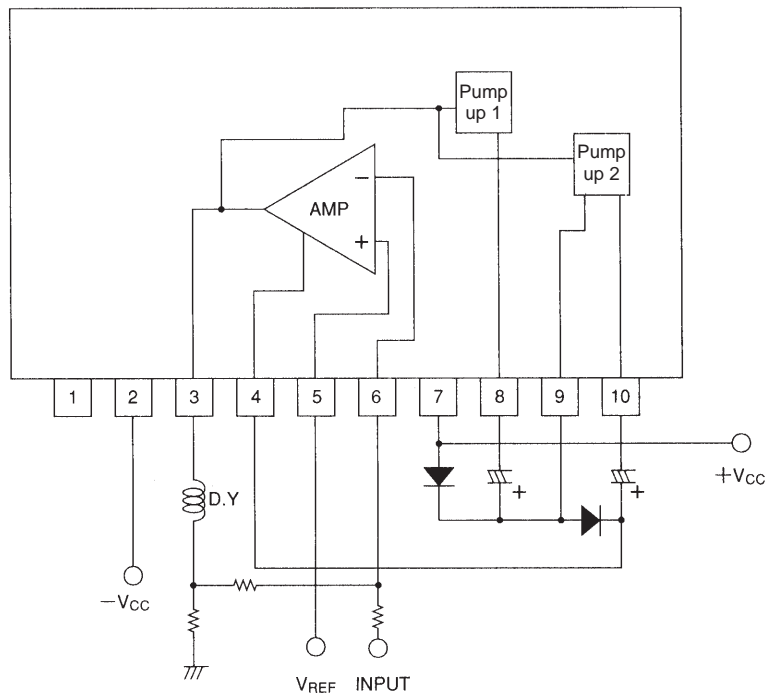 Pump
up 1
Pump
up 2
AMP
−
+
1 2 3 4 5 6 7 8 9 10
+ +
+VCC
D.Y
−VCC
VREF INPUT